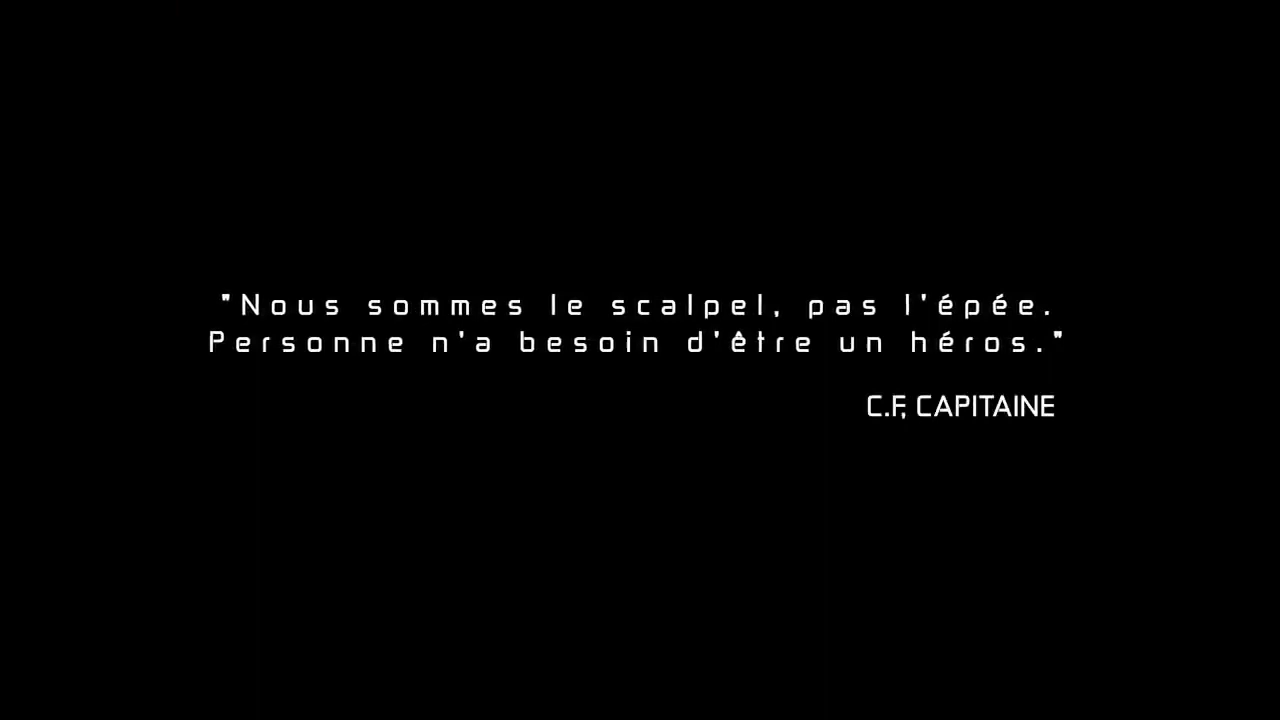 "Nous sommes le scalpel, pas l'épée.
Personne n'a besoin d'être un héros."
C.F, CAPITAINE